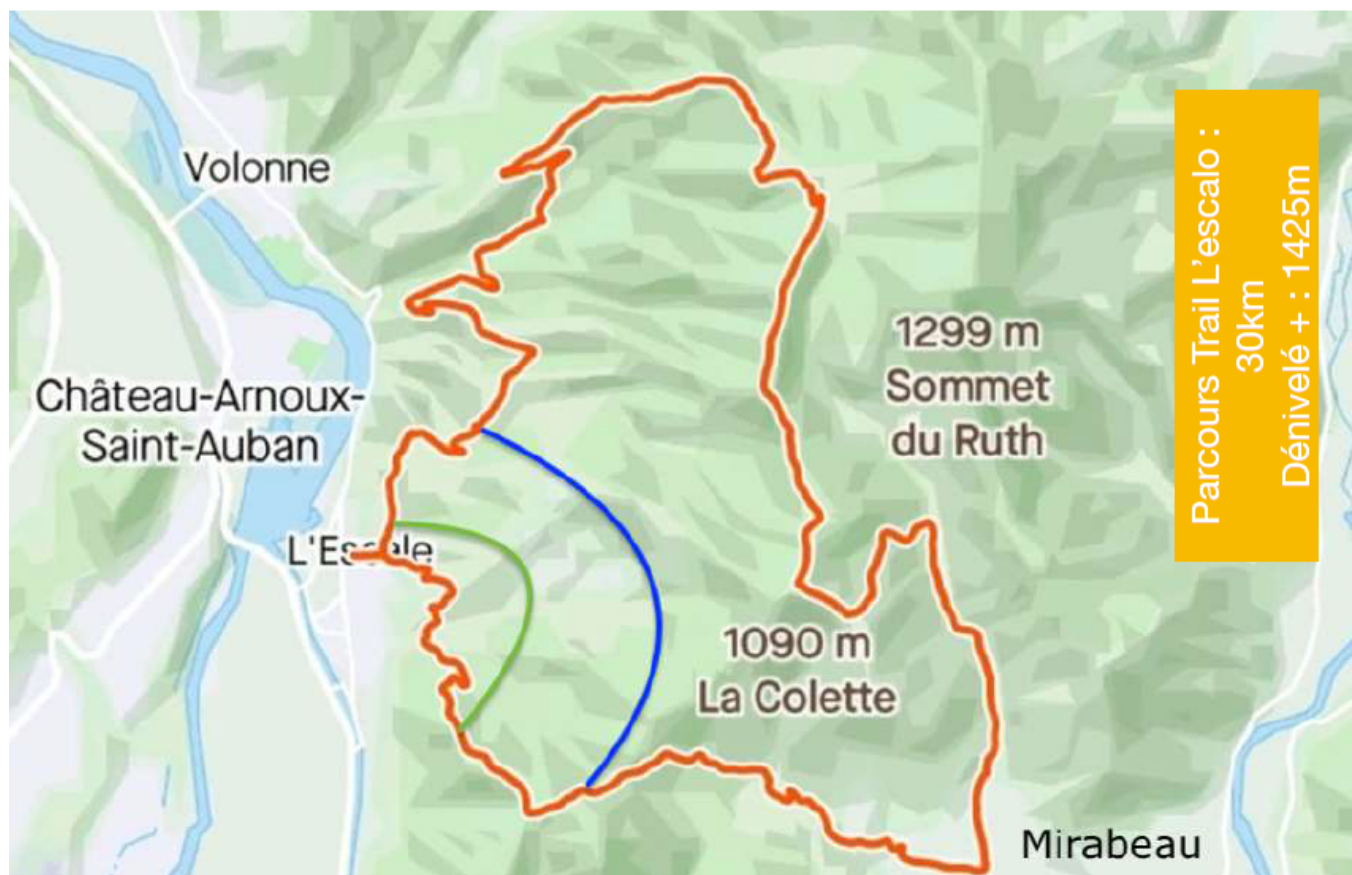 Volonne
Château-Arnoux-
Saint-Auban
L'Escale
1299 m
Sommet
du Ruth
1090 m
La Colette
Mirabeau
Parcours Trail L'escalo :
30km
Dénivelé + : 1425m